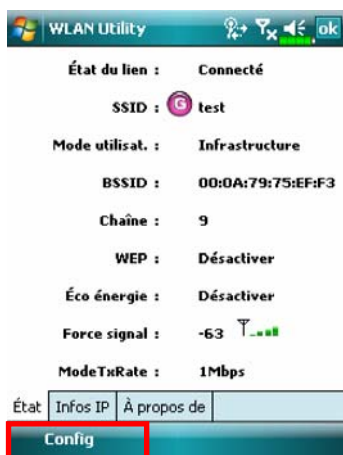 WLAN Utility ok
État du lien : Connecté
SSID : G test
Mode utilisat. : Infrastructure
BSSID : 00:0A:79:75:EF:F3
Chaîne : 9
WEP : Désactiver
Éco énergie : Désactiver
Force signal : -63
ModeTxRate : 1Mbps
État Infos IP À propos de
Config